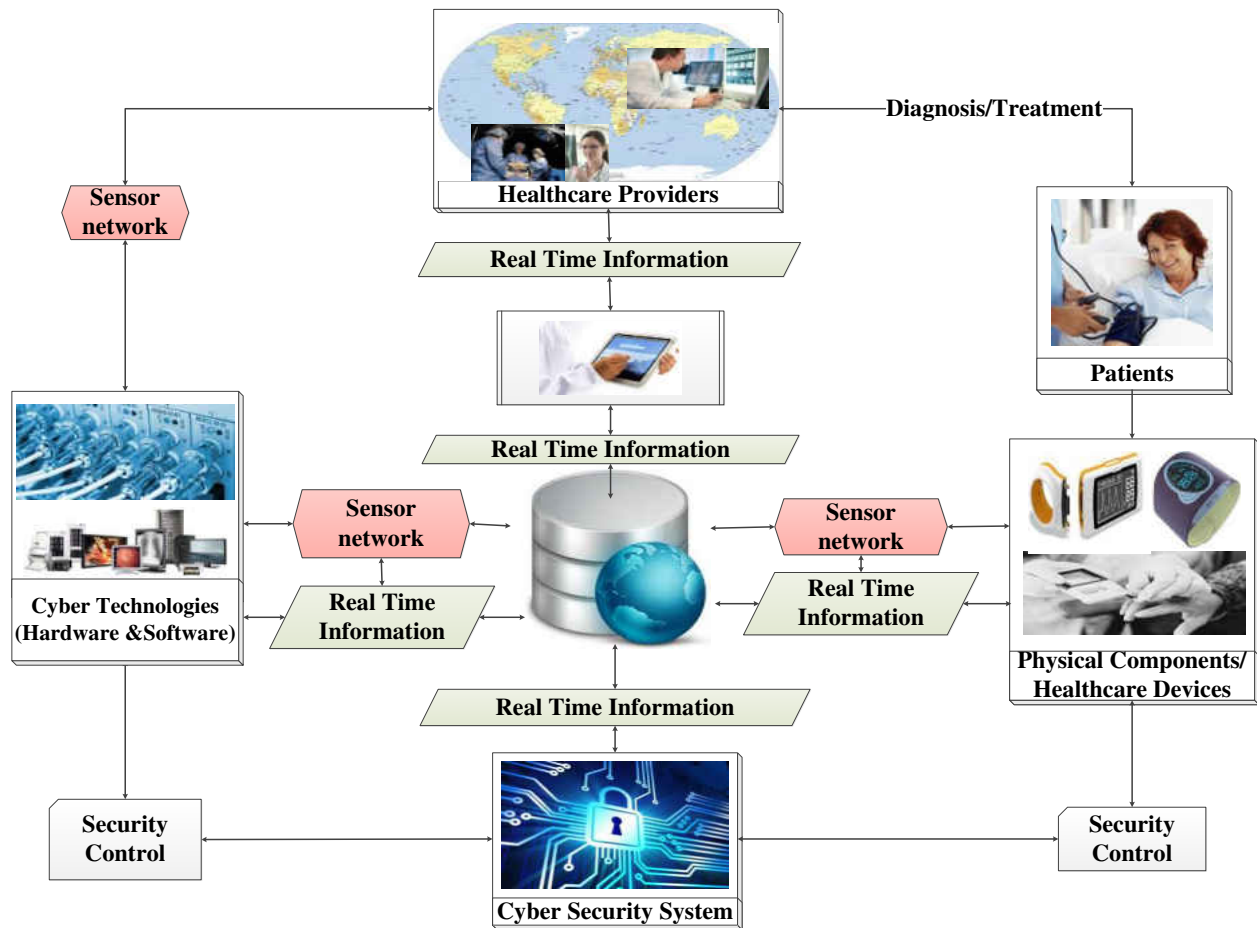 Diagnosis/Treatment
Healthcare Providers
Sensor
network
Real Time Information
Patients
Real Time Information
Sensor
network
Sensor
network
Cyber Technologies
(Hardware &Software)
Real Time
Information
Real Time
Information
Physical Components/
Healthcare Devices
Real Time Information
Security
Control
Security
Control
Cyber Security System